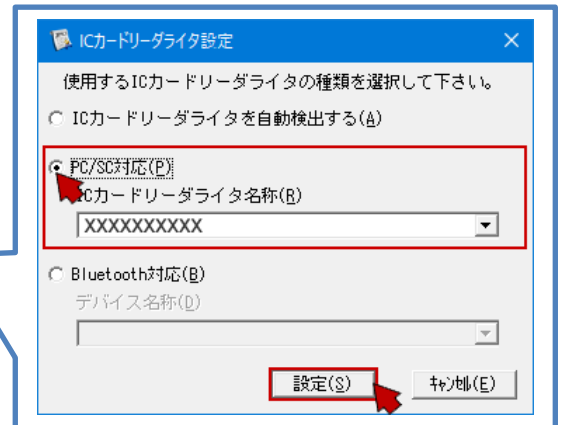 ICカードリーダライタ設定
使用するICカードリーダライタの種類を選択して下さい。
ICカードリーダライタを自動検出する(A)
PC/SC対応(P)
ICカードリーダライタ名称(R)
XXXXXXXXXX
Bluetooth対応(B)
デバイス名称(D)
設定(S) ｷｬﾝｾﾙ(E)